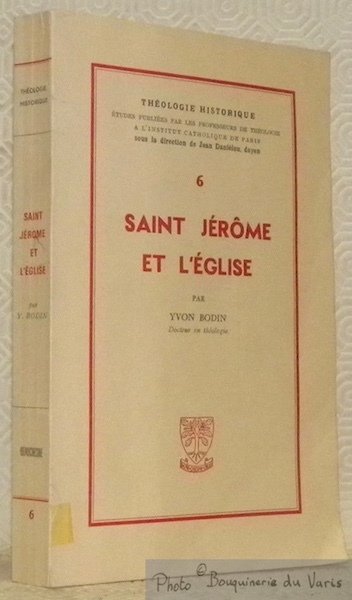 THÉOLOGIE
HISTORIQUE
SAINT
JÉRÔME
ET
L'ÉGLISE
par
Y. BODIN
6
THÉOLOGIE HISTORIQUE
ÉTUDES PUBLIÉES PAR LES PROFESSEURS DE THÉOLOGIE
A L'INSTITUT CATHOLIQUE DE PARIS
sous la direction de Jean Daniélou, doyen
6
SAINT JÉRÔME
ET L'ÉGLISE
PAR
YVON BODIN
Docteur en théologie
Photo © Bouquinerie du Varis